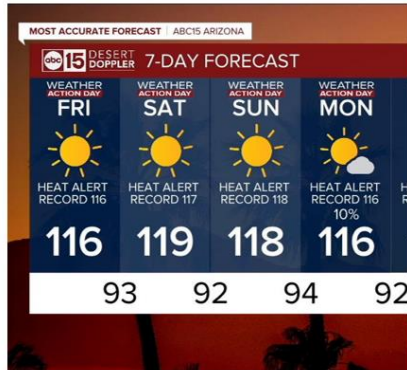 MOST ACCURATE FORECAST ABC15 ARIZONA
abc 15 DESERT DOPPLER 7-DAY FORECAST
WEATHER ACTION DAY
FRI
HEAT ALERT
RECORD 116
116
WEATHER ACTION DAY
SAT
HEAT ALERT
RECORD 117
119
WEATHER ACTION DAY
SUN
HEAT ALERT
RECORD 118
118
WEATHER ACTION DAY
MON
HEAT ALERT
RECORD 116
10%
116
93 92 94 92